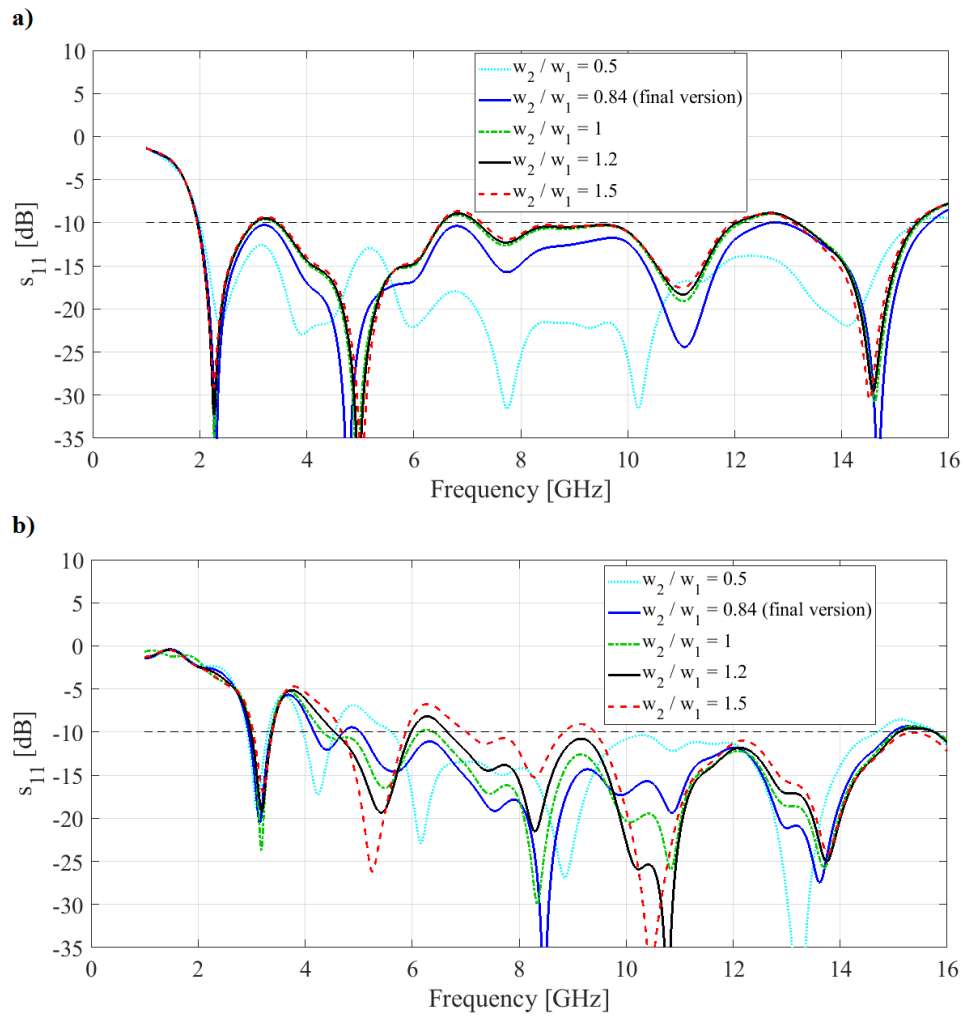 a)
10
5
0
-5
-10
-15
-20
-25
-30
-35
s11 [dB]
w2 / w1 = 0.5
w2 / w1 = 0.84 (final version)
w2 / w1 = 1
w2 / w1 = 1.2
w2 / w1 = 1.5
0 2 4 6 8 10 12 14 16
Frequency [GHz]
b)
10
5
0
-5
-10
-15
-20
-25
-30
-35
s11 [dB]
w2 / w1 = 0.5
w2 / w1 = 0.84 (final version)
w2 / w1 = 1
w2 / w1 = 1.2
w2 / w1 = 1.5
0 2 4 6 8 10 12 14 16
Frequency [GHz]